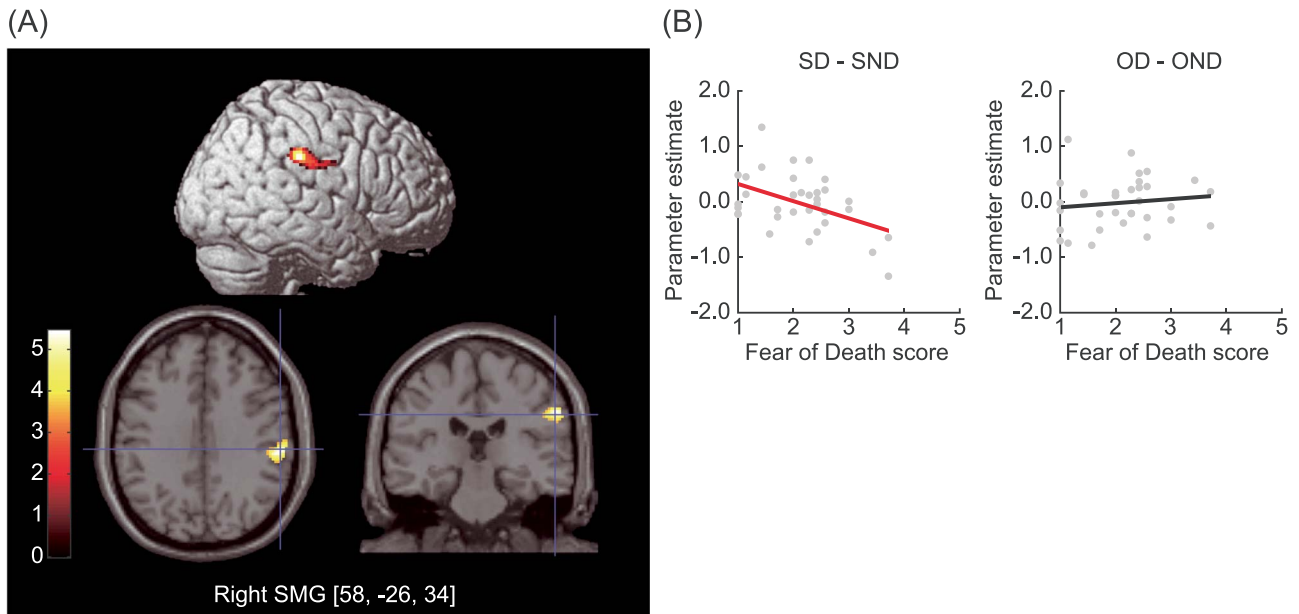 (A)
5
4
3
2
1
0
Right SMG [58, -26, 34]
(B)
SD - SND
Parameter estimate
2.0
1.0
0.0
-1.0
-2.0
1 2 3 4 5
Fear of Death score
OD - OND
Parameter estimate
2.0
1.0
0.0
-1.0
-2.0
1 2 3 4 5
Fear of Death score